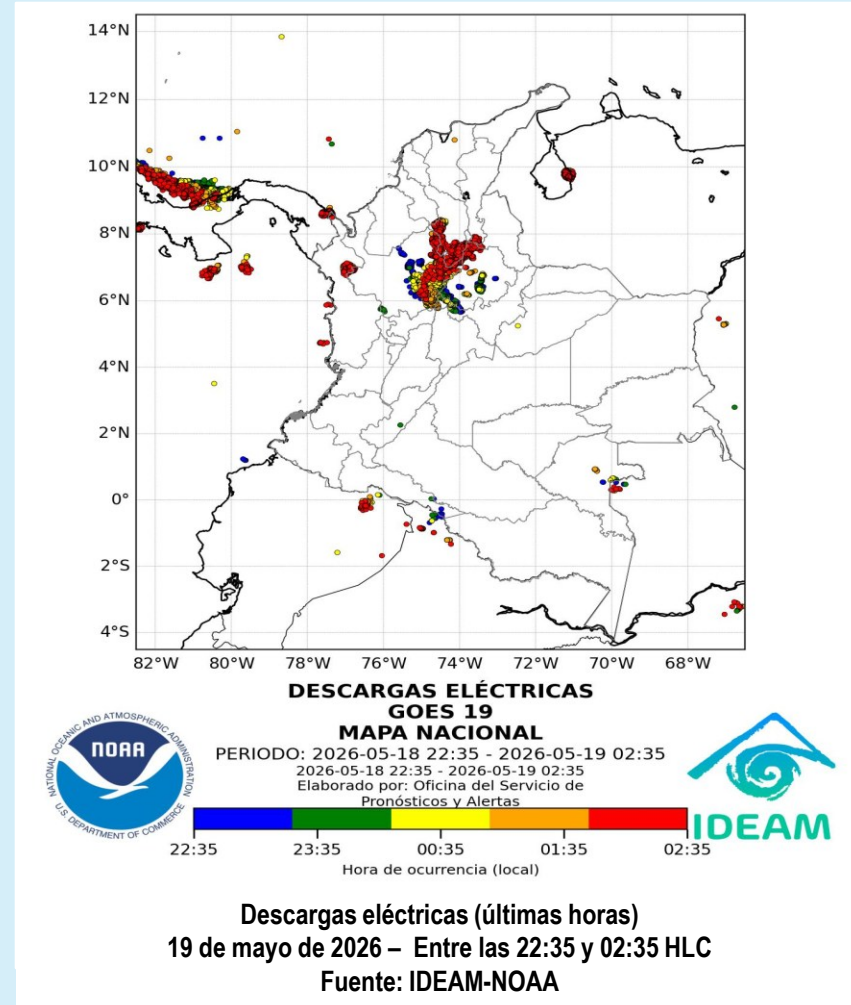 14°N
12°N
10°N
8°N
6°N
4°N
2°N
0°
2°S
4°S
82°W 80°W 78°W 76°W 74°W 72°W 70°W 68°W
DESCARGAS ELÉCTRICAS
GOES 19
MAPA NACIONAL
PERIODO: 2026-05-18 22:35 - 2026-05-19 02:35
2026-05-18 22:35 - 2026-05-19 02:35
Elaborado por: Oficina del Servicio de
Pronósticos y Alertas
NATIONAL OCEANIC AND ATMOSPHERIC ADMINISTRATION
NOAA
U.S. DEPARTMENT OF COMMERCE
IDEAM
22:35 23:35 00:35 01:35 02:35
Hora de ocurrencia (local)
Descargas eléctricas (últimas horas)
19 de mayo de 2026 – Entre las 22:35 y 02:35 HLC
Fuente: IDEAM-NOAA